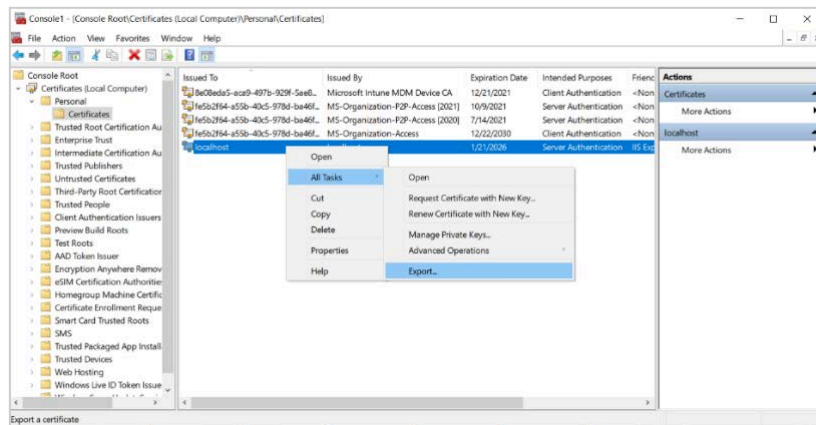 Console1 - [Console Root\Certificates (Local Computer)\Personal\Certificates]
File Action View Favorites Window Help
Console Root
Certificates (Local Computer)
Personal
Certificates
Trusted Root Certification Au
Enterprise Trust
Intermediate Certification Au
Trusted Publishers
Untrusted Certificates
Third-Party Root Certification
Trusted People
Client Authentication Issuers
Preview Build Roots
Test Roots
AAD Token Issuer
Encryption Anywhere Remov
eSIM Certification Authoritie
Homegroup Machine Certific
Certificate Enrollment Reque
Smart Card Trusted Roots
SMS
Trusted Packaged App Install
Trusted Devices
Web Hosting
Windows Live ID Token Issue
Issued To Issued By Expiration Date Intended Purposes Frienc
8e08eda5-aca9-497b-929f-5ae8... Microsoft Intune MDM Device CA 12/21/2021 Client Authentication <Non
fe5b2f64-a55b-40c5-978d-ba46f... MS-Organization-P2P-Access [2021] 10/9/2021 Server Authentication <Non
fe5b2f64-a55b-40c5-978d-ba46f... MS-Organization-P2P-Access [2020] 7/14/2021 Server Authentication <Non
fe5b2f64-a55b-40c5-978d-ba46f... MS-Organization-Access 12/22/2030 Client Authentication <Non
localhost 1/21/2026 Server Authentication IIS Exp
Open
All Tasks
Cut
Copy
Delete
Properties
Help
Open
Request Certificate with New Key...
Renew Certificate with New Key...
Manage Private Keys...
Advanced Operations
Export...
Actions
Certificates
More Actions
localhost
More Actions
Export a certificate